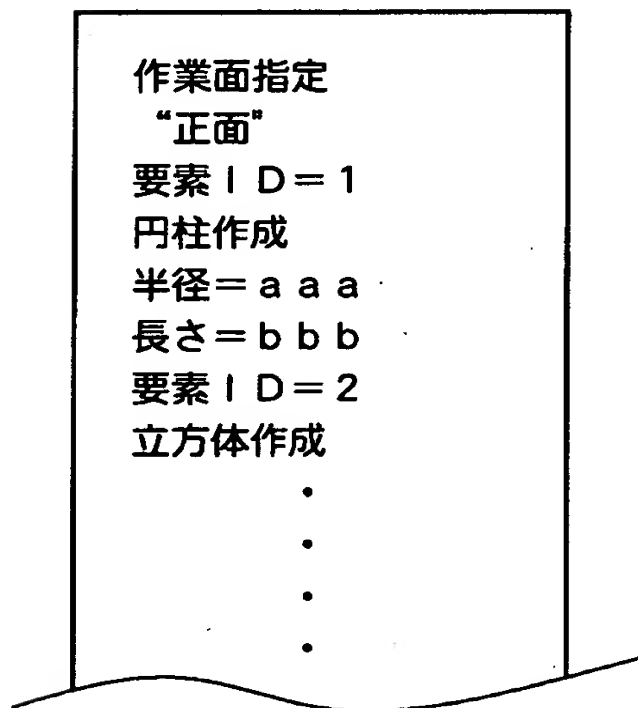 作業面指定
“正面”
要素ID=1
円柱作成
半径=aaa
長さ=bbb
要素ID=2
立方体作成
・
・
・
・